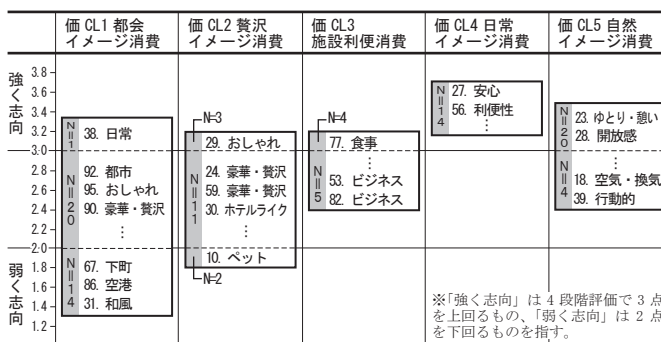 価 CL1 都会
イメージ消費
価 CL2 贅沢
イメージ消費
価 CL3
施設利便消費
価 CL4 日常
イメージ消費
価 CL5 自然
イメージ消費
強く志向
弱く志向
3.8
3.6
3.4
3.2
3.0
2.8
2.6
2.4
2.2
2.0
1.8
1.6
1.4
1.2
N=1
38. 日常
N=20
92. 都市
95. おしゃれ
90. 豪華・贅沢
⋮
N=14
67. 下町
86. 空港
31. 和風
N=3
29. おしゃれ
N=11
24. 豪華・贅沢
59. 豪華・贅沢
30. ホテルライク
⋮
10. ペット
N=2
N=4
77. 食事
⋮
N=5
53. ビジネス
82. ビジネス
N=14
27. 安心
56. 利便性
⋮
N=20
23. ゆとり・憩い
28. 開放感
⋮
N=4
18. 空気・換気
39. 行動的
※「強く志向」は 4 段階評価で 3 点
を上回るもの、「弱く志向」は 2 点
を下回るものを指す。